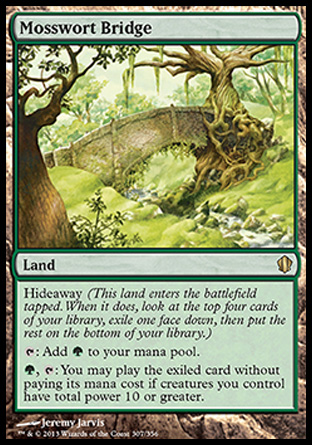 Mosswort Bridge
Land
Hideaway (This land enters the battlefield
tapped. When it does, look at the top four cards
of your library, exile one face down, then put the
rest on the bottom of your library.)
: Add to your mana pool.
, : You may play the exiled card without
paying its mana cost if creatures you control
have total power 10 or greater.
Jeremy Jarvis
™ & © 2013 Wizards of the Coast 307/356